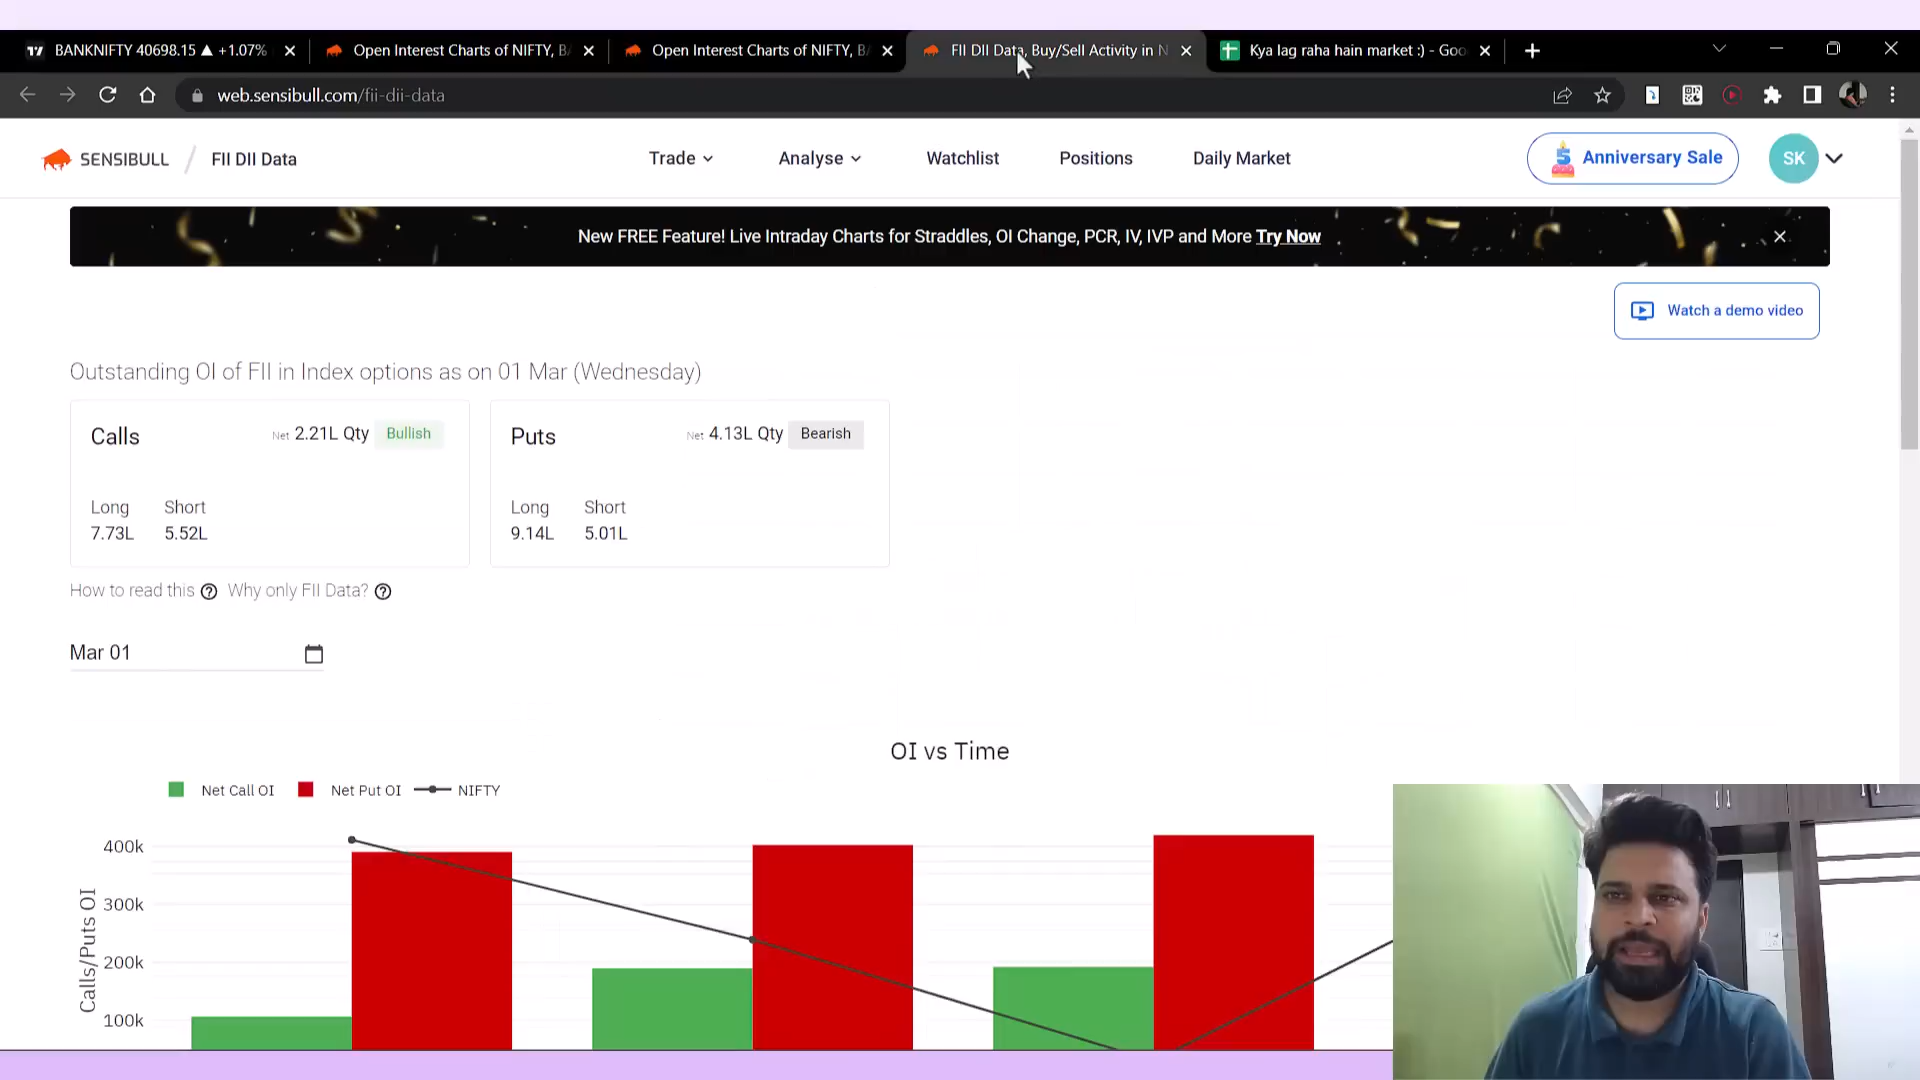 BANKNIFTY 40698.15 ▲ +1.07%
Open Interest Charts of NIFTY, BA
Open Interest Charts of NIFTY, BA
FII DII Data, Buy/Sell Activity in N
Kya lag raha hain market :) - Goo
web.sensibull.com/fii-dii-data
SENSIBULL / FII DII Data
Trade
Analyse
Watchlist
Positions
Daily Market
5 Anniversary Sale
SK
New FREE Feature! Live Intraday Charts for Straddles, OI Change, PCR, IV, IVP and More Try Now
Watch a demo video
Outstanding OI of FII in Index options as on 01 Mar (Wednesday)
Calls Net 2.21L Qty Bullish
Long Short
7.73L 5.52L
Puts Net 4.13L Qty Bearish
Long Short
9.14L 5.01L
How to read this ? Why only FII Data? ?
Mar 01
OI vs Time
Net Call OI Net Put OI NIFTY
Calls/Puts OI
400k
300k
200k
100k